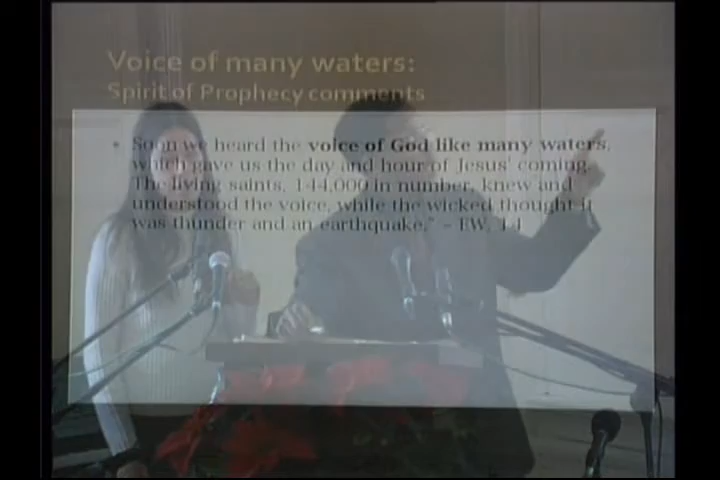 Voice of many waters:
Spirit of Prophecy comments
• Soon we heard the voice of God like many waters,
which gave us the day and hour of Jesus' coming.
The living saints, 144,000 in number, knew and
understood the voice, while the wicked thought it
was thunder and an earthquake." – EW, 14